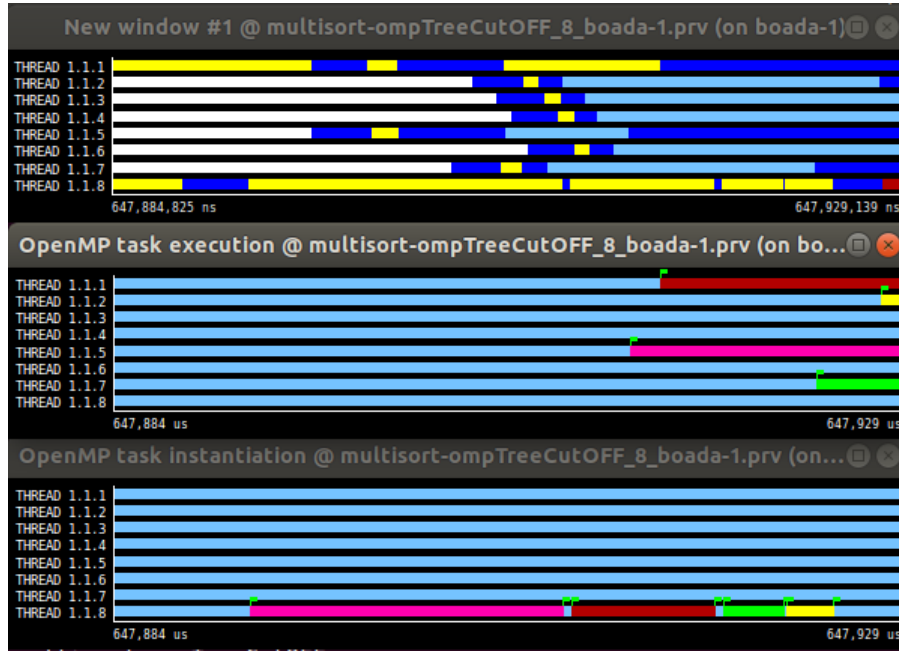 New window #1 @ multisort-ompTreeCutOFF_8_boada-1.prv (on boada-1)
THREAD 1.1.1
THREAD 1.1.2
THREAD 1.1.3
THREAD 1.1.4
THREAD 1.1.5
THREAD 1.1.6
THREAD 1.1.7
THREAD 1.1.8
647,884,825 ns 647,929,139 ns
OpenMP task execution @ multisort-ompTreeCutOFF_8_boada-1.prv (on bo...
THREAD 1.1.1
THREAD 1.1.2
THREAD 1.1.3
THREAD 1.1.4
THREAD 1.1.5
THREAD 1.1.6
THREAD 1.1.7
THREAD 1.1.8
647,884 us 647,929 us
OpenMP task instantiation @ multisort-ompTreeCutOFF_8_boada-1.prv (on...
THREAD 1.1.1
THREAD 1.1.2
THREAD 1.1.3
THREAD 1.1.4
THREAD 1.1.5
THREAD 1.1.6
THREAD 1.1.7
THREAD 1.1.8
647,884 us 647,929 us